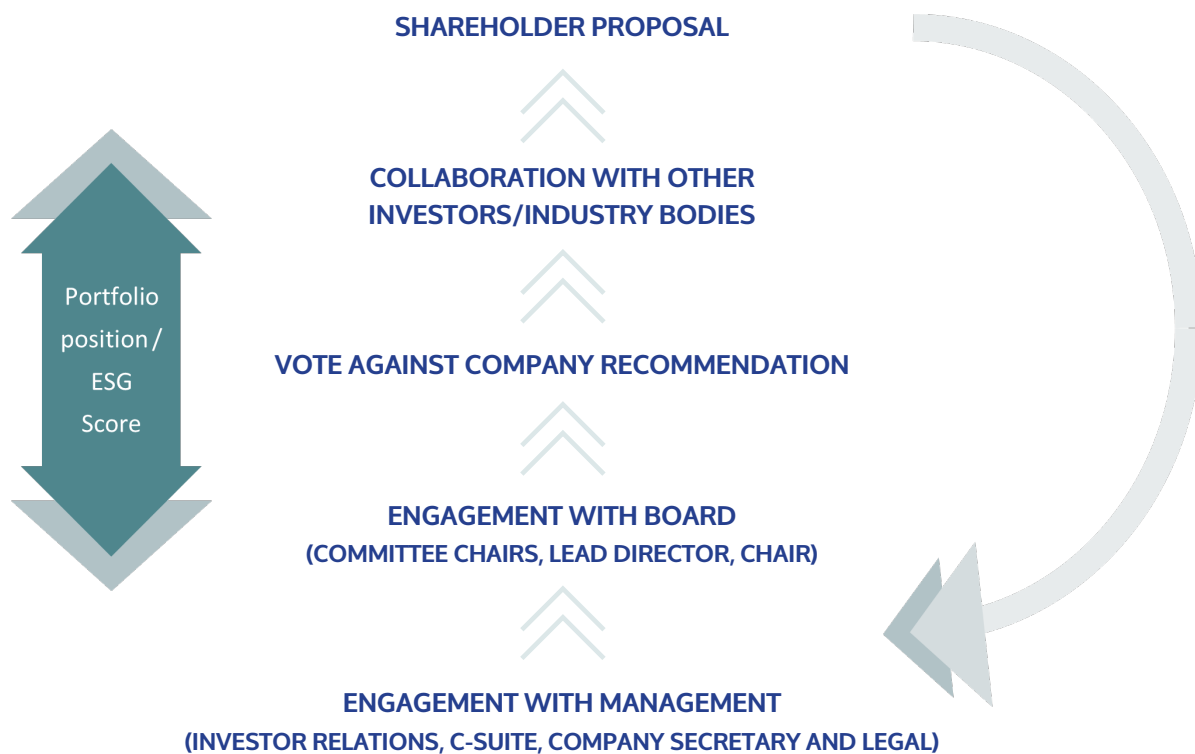 SHAREHOLDER PROPOSAL
COLLABORATION WITH OTHER
INVESTORS/INDUSTRY BODIES
Portfolio
position /
ESG
Score
VOTE AGAINST COMPANY RECOMMENDATION
ENGAGEMENT WITH BOARD
(COMMITTEE CHAIRS, LEAD DIRECTOR, CHAIR)
ENGAGEMENT WITH MANAGEMENT
(INVESTOR RELATIONS, C-SUITE, COMPANY SECRETARY AND LEGAL)